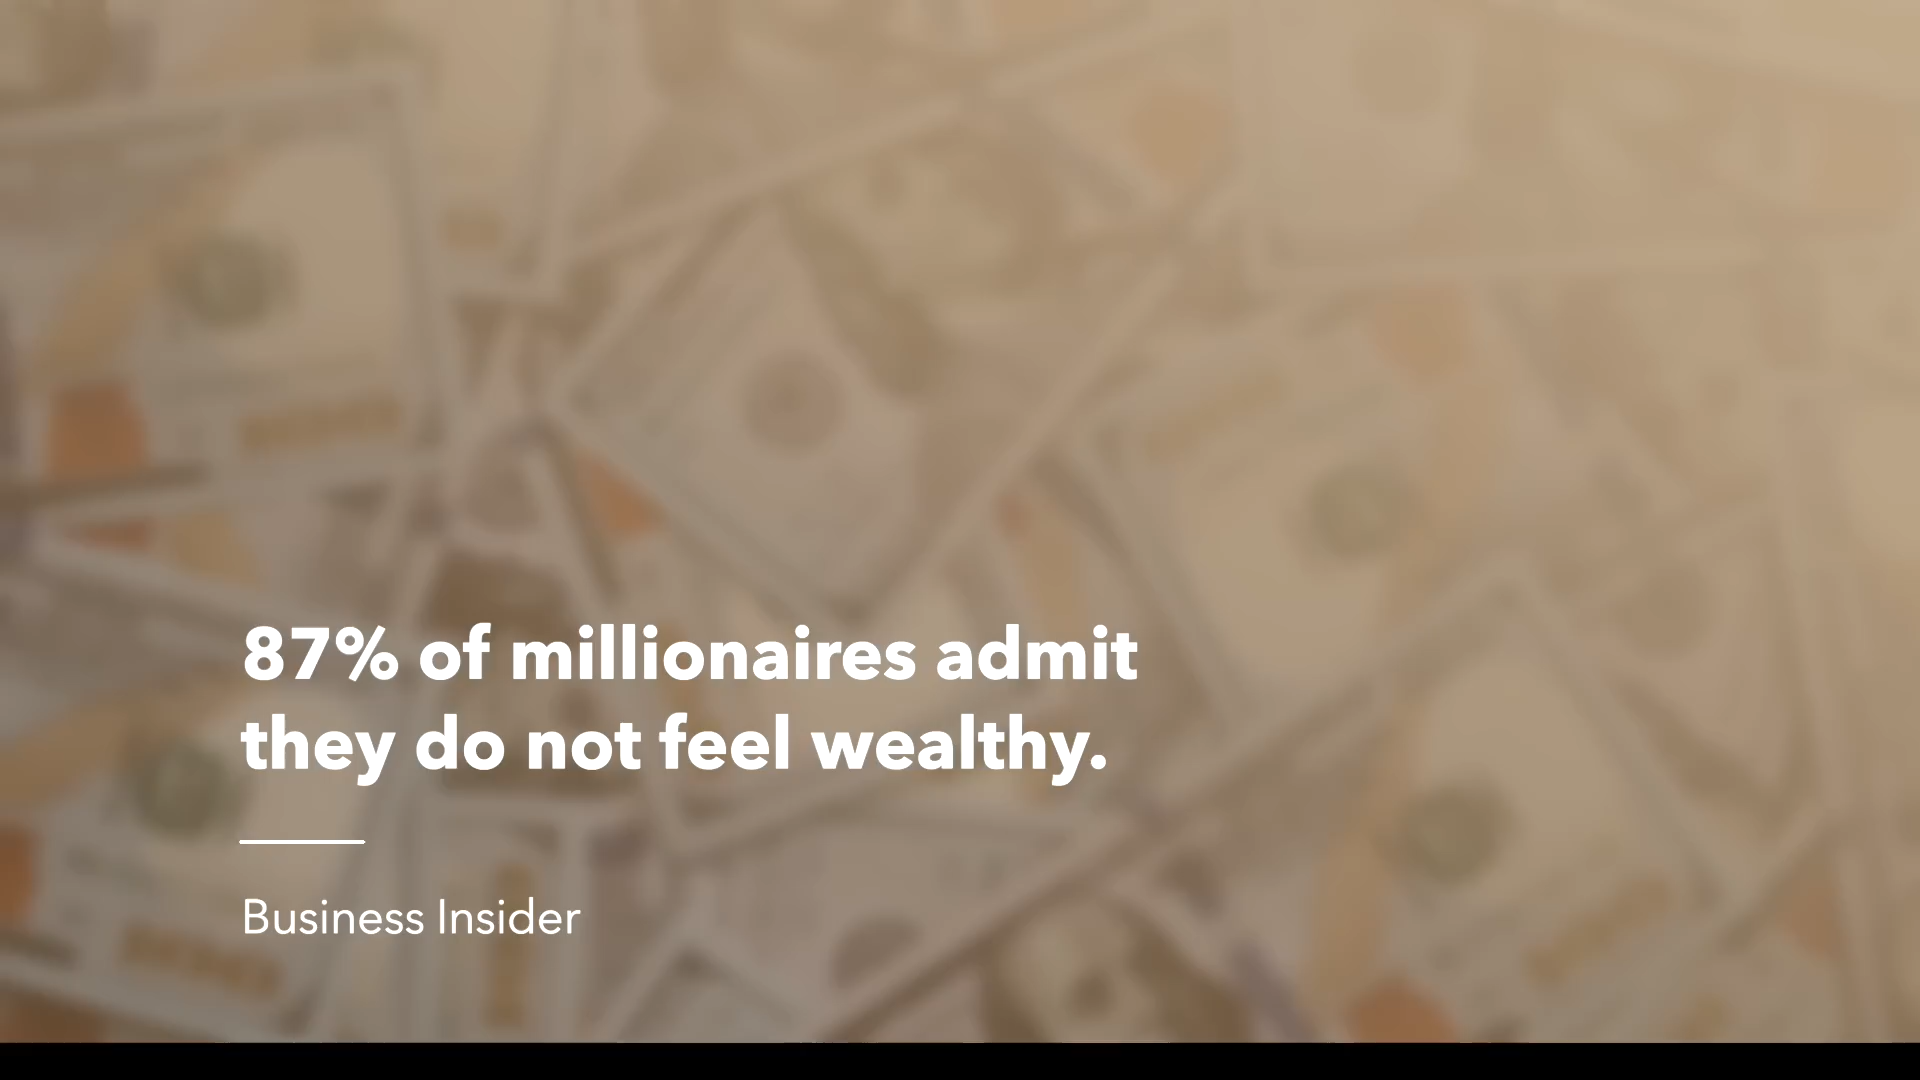 87% of millionaires admit
they do not feel wealthy.
Business Insider